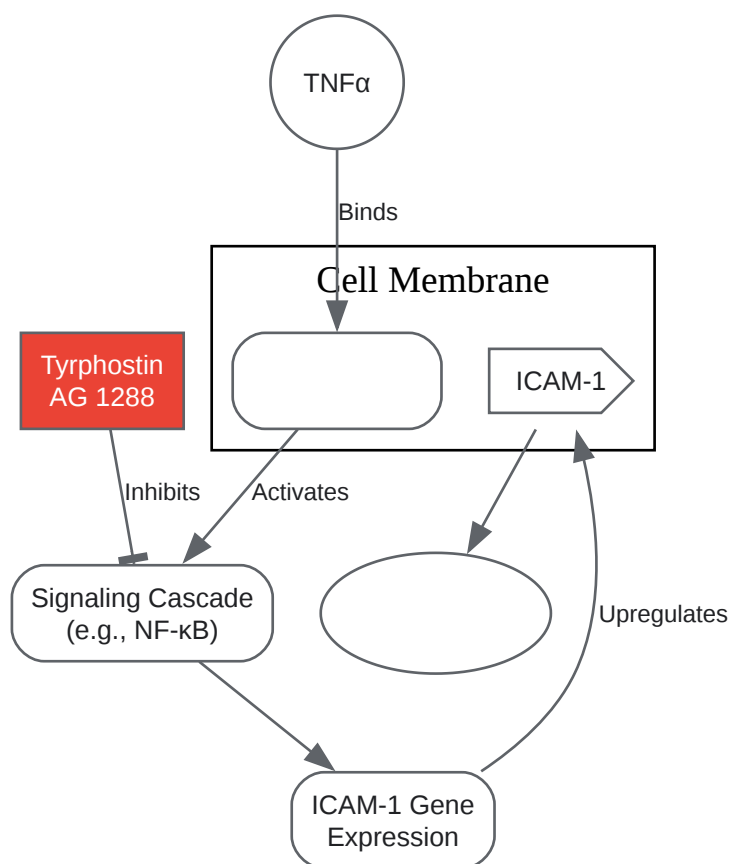 TNFα
Binds
Cell Membrane
Tyrphostin
AG 1288
ICAM-1
Inhibits
Activates
Signaling Cascade
(e.g., NF-κB)
Upregulates
ICAM-1 Gene
Expression